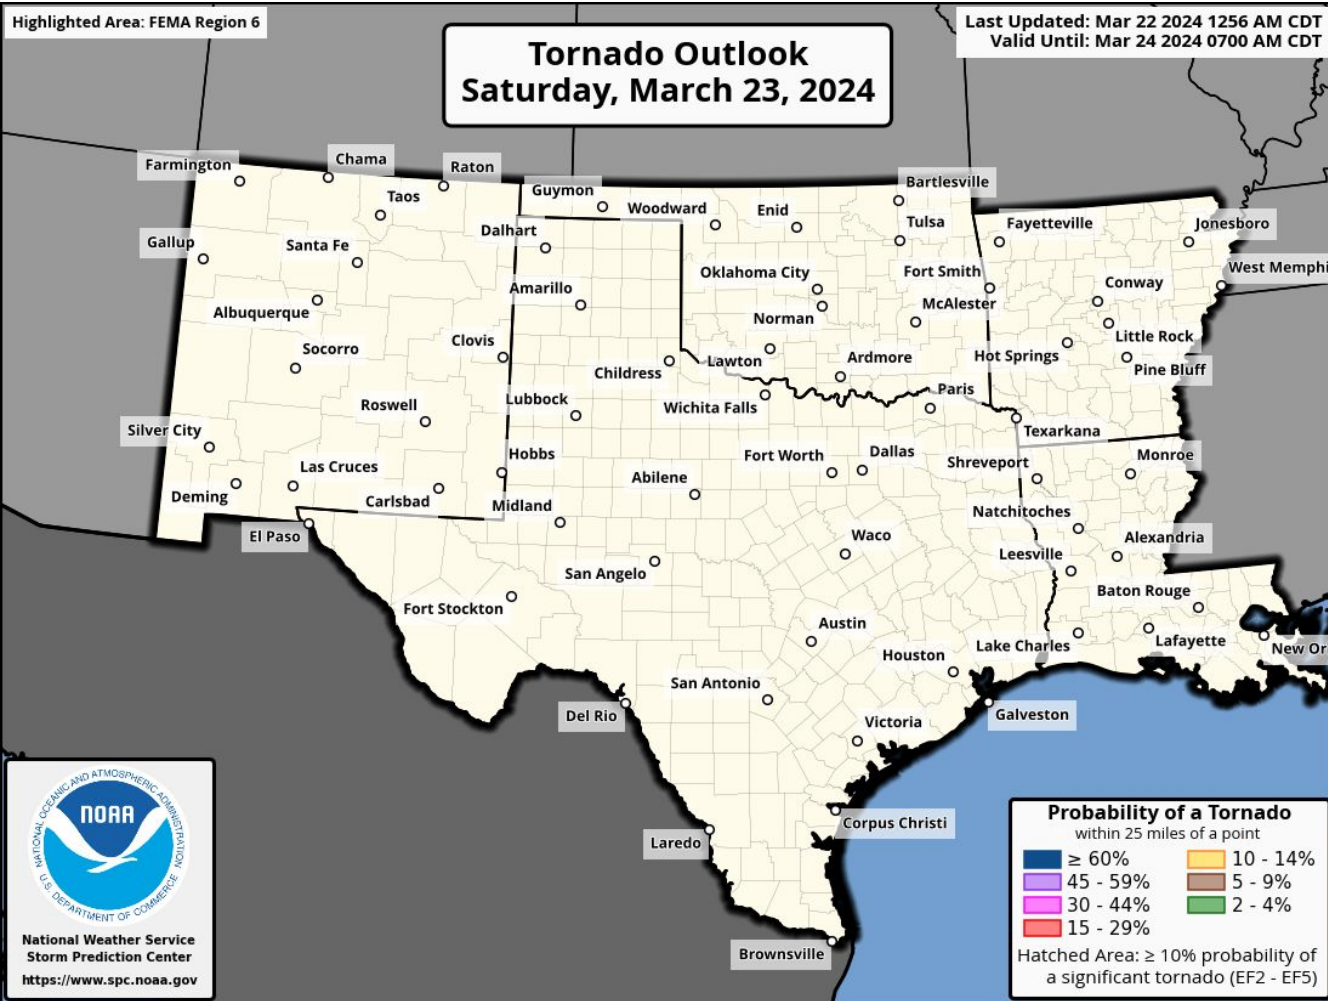 Highlighted Area: FEMA Region 6
Tornado Outlook
Saturday, March 23, 2024
Last Updated: Mar 22 2024 1256 AM CDT
Valid Until: Mar 24 2024 0700 AM CDT
Farmington
Chama
Raton
Taos
Guymon
Woodward
Enid
Bartlesville
Tulsa
Fayetteville
Jonesboro
Gallup
Santa Fe
Dalhart
Oklahoma City
Fort Smith
West Memphi
Amarillo
Conway
Albuquerque
Norman
McAlester
Socorro
Clovis
Little Rock
Childress
Lawton
Ardmore
Hot Springs
Pine Bluff
Roswell
Lubbock
Wichita Falls
Paris
Silver City
Texarkana
Las Cruces
Hobbs
Fort Worth
Dallas
Shreveport
Monroe
Deming
Carlsbad
Midland
Abilene
Natchitoches
El Paso
Waco
Leesville
Alexandria
San Angelo
Fort Stockton
Baton Rouge
Austin
Houston
Lake Charles
Lafayette
New Or
San Antonio
Del Rio
Victoria
Galveston
Laredo
Corpus Christi
Brownsville
NATIONAL OCEANIC AND ATMOSPHERIC ADMINISTRATION
NOAA
U.S. DEPARTMENT OF COMMERCE
National Weather Service
Storm Prediction Center
https://www.spc.noaa.gov
Probability of a Tornado
within 25 miles of a point
≥ 60%
45 - 59%
30 - 44%
15 - 29%
10 - 14%
5 - 9%
2 - 4%
Hatched Area: ≥ 10% probability of
a significant tornado (EF2 - EF5)